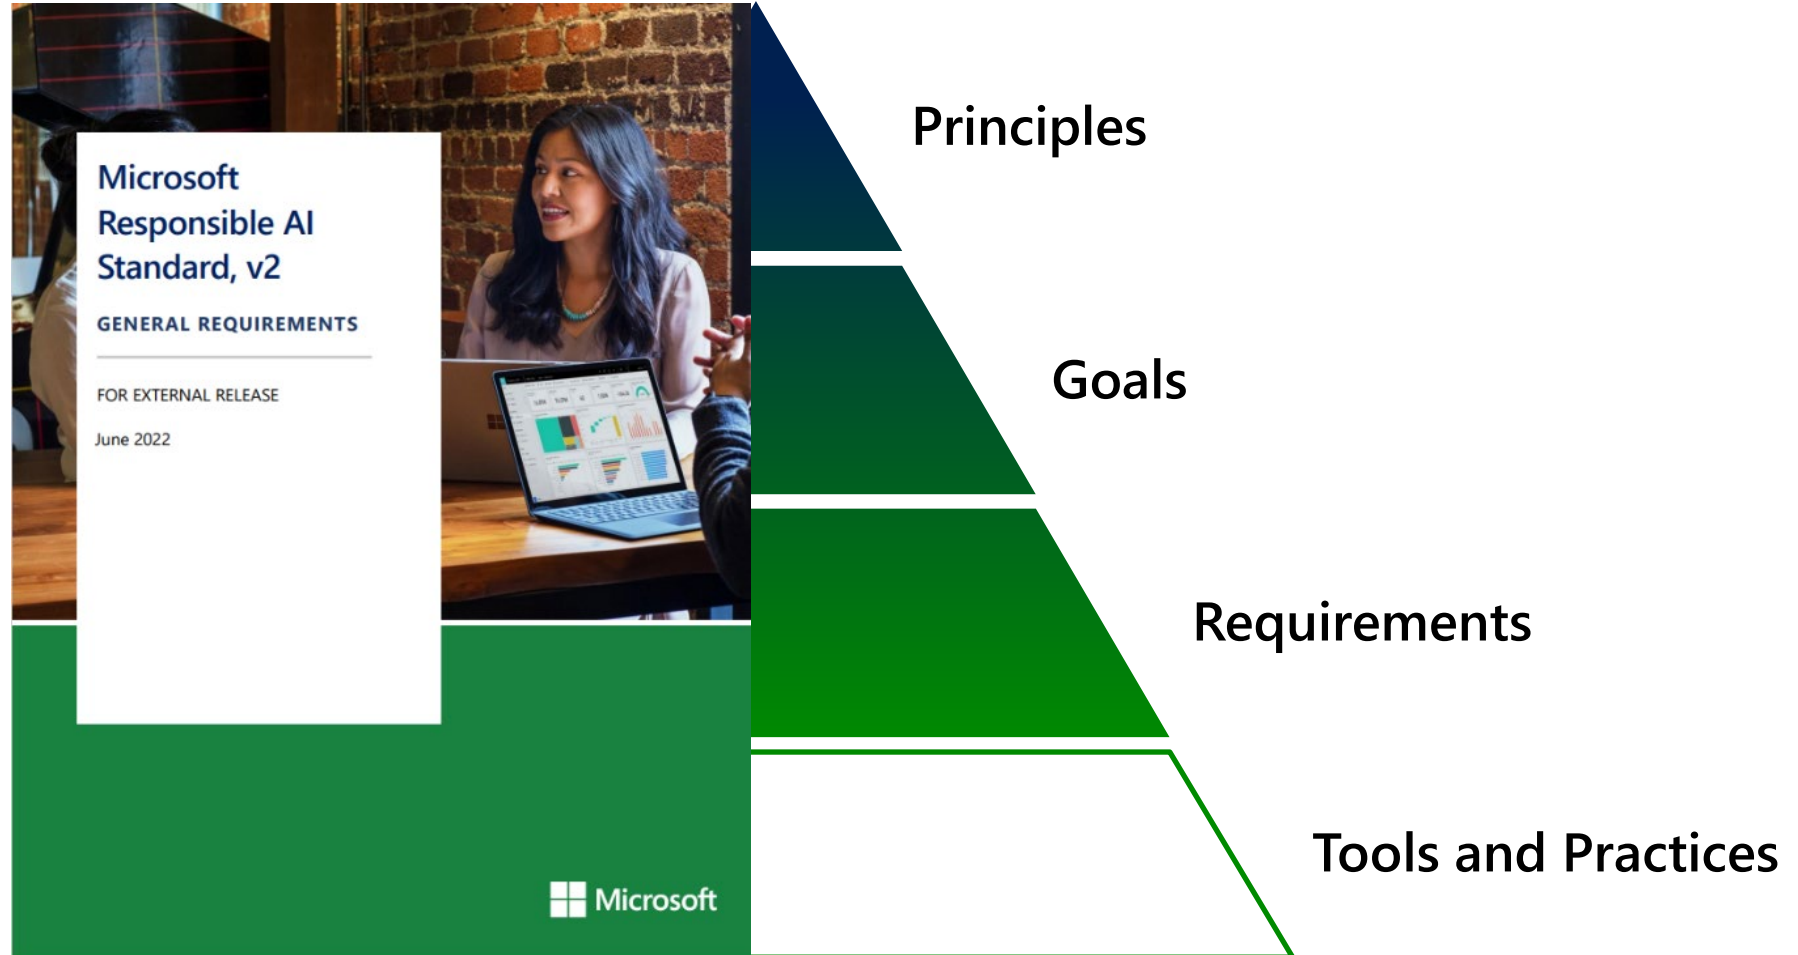 Microsoft
Responsible AI
Standard, v2
GENERAL REQUIREMENTS
FOR EXTERNAL RELEASE
June 2022
Microsoft
Principles
Goals
Requirements
Tools and Practices